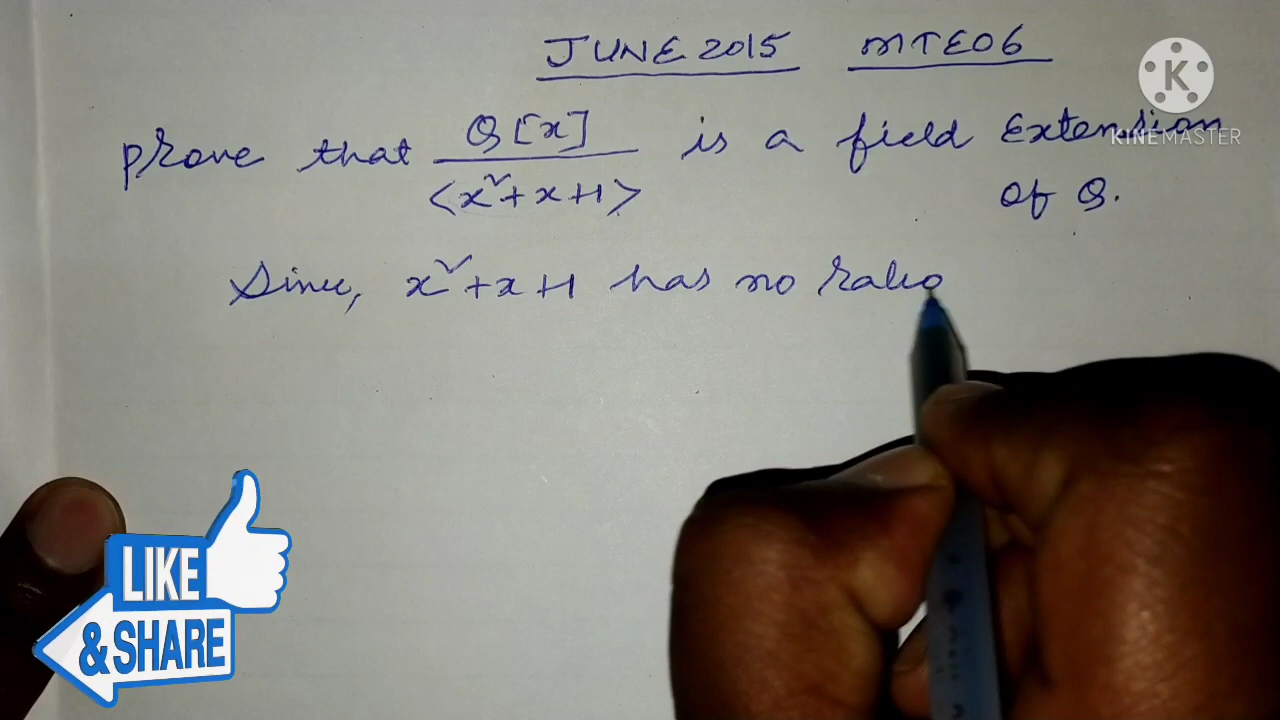 JUNE 2015 MTE06
K
KINEMASTER
prove that Q[x] / <x²+x+1> is a field Extension
of Q.
Since, x²+x+1 has no ratio
LIKE
& SHARE